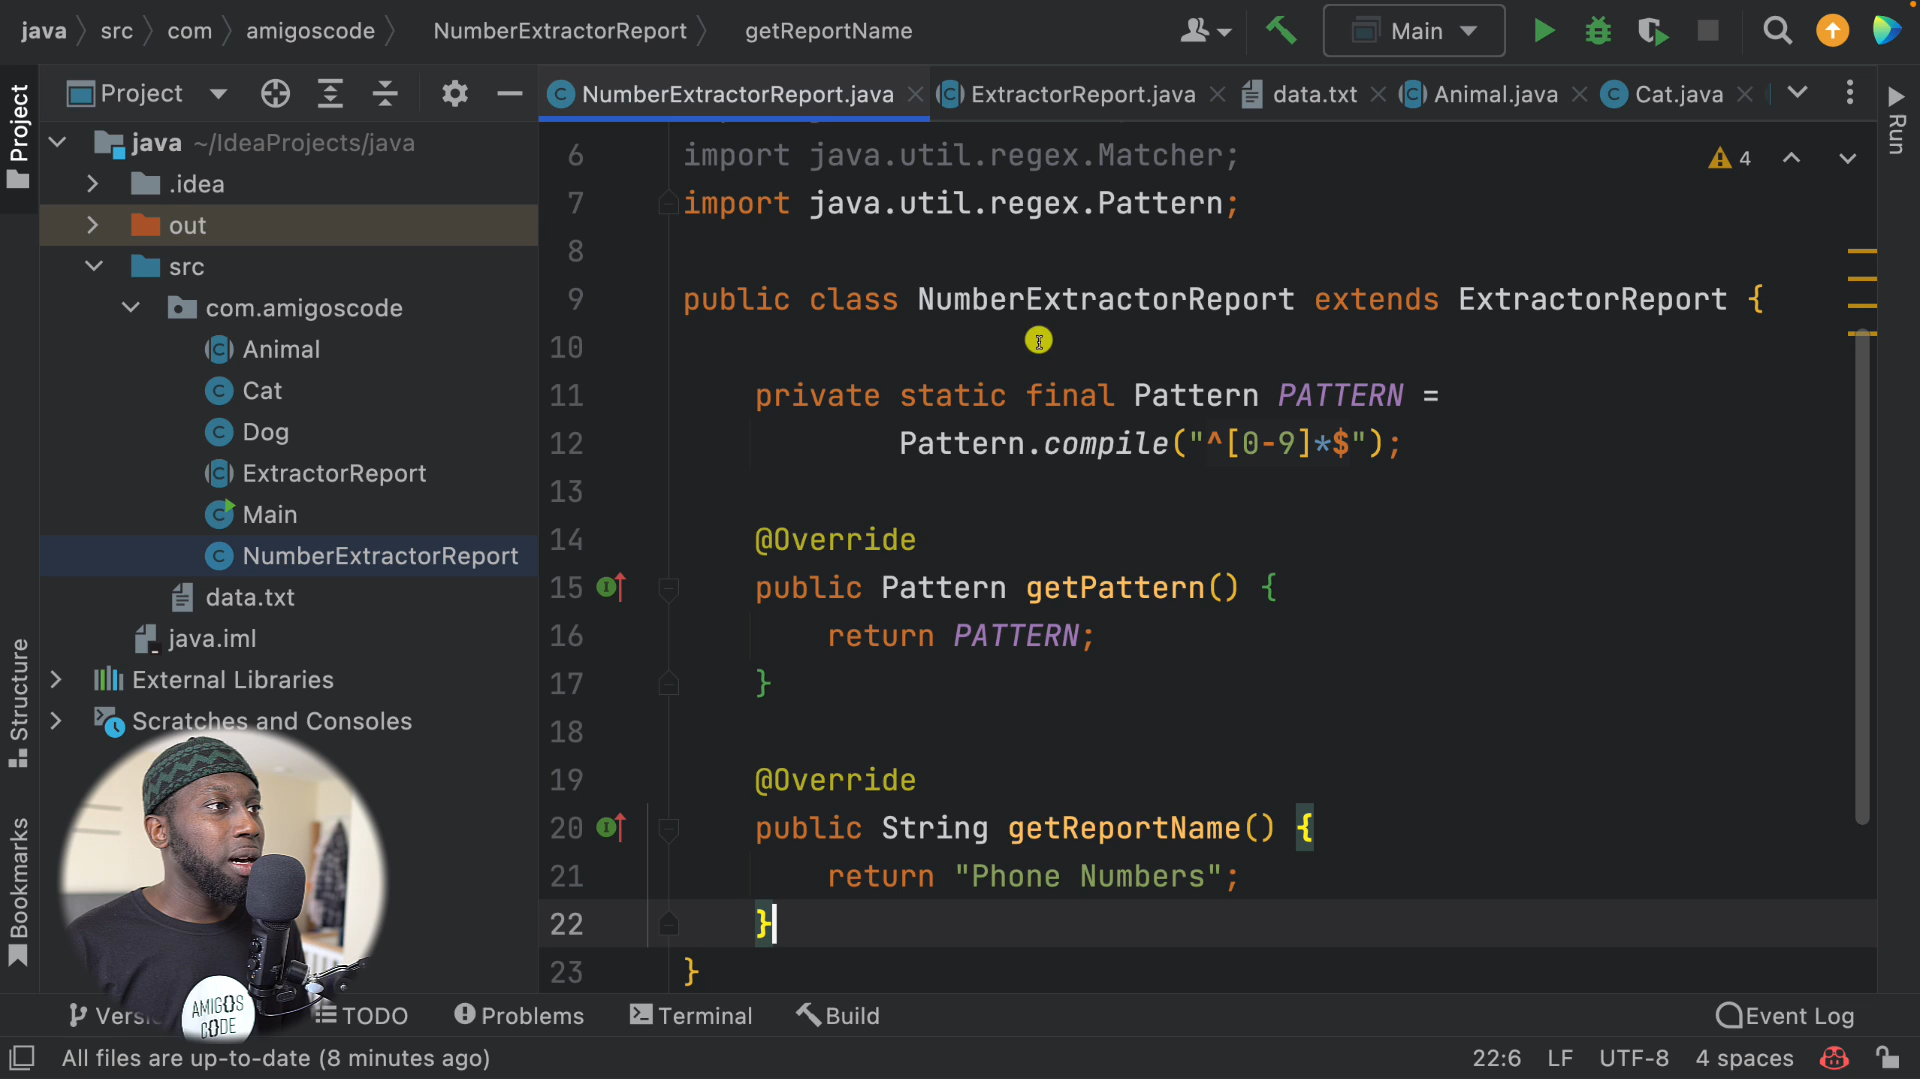 java
src
com
amigoscode
NumberExtractorReport
getReportName
Main
Project
Project
NumberExtractorReport.java
ExtractorReport.java
data.txt
Animal.java
Cat.java
Run
java ~/IdeaProjects/java
.idea
out
src
com.amigoscode
Animal
Cat
Dog
ExtractorReport
Main
NumberExtractorReport
data.txt
java.iml
External Libraries
Scratches and Consoles
Structure
Bookmarks
4
6 import java.util.regex.Matcher;
7 import java.util.regex.Pattern;
8
9 public class NumberExtractorReport extends ExtractorReport {
10
11 private static final Pattern PATTERN =
12 Pattern.compile("^[0-9]*$");
13
14 @Override
15 public Pattern getPattern() {
16 return PATTERN;
17 }
18
19 @Override
20 public String getReportName() {
21 return "Phone Numbers";
22 }
23 }
AMIGOS
CODE
TODO
Problems
Terminal
Build
Event Log
All files are up-to-date (8 minutes ago)
22:6
LF
UTF-8
4 spaces